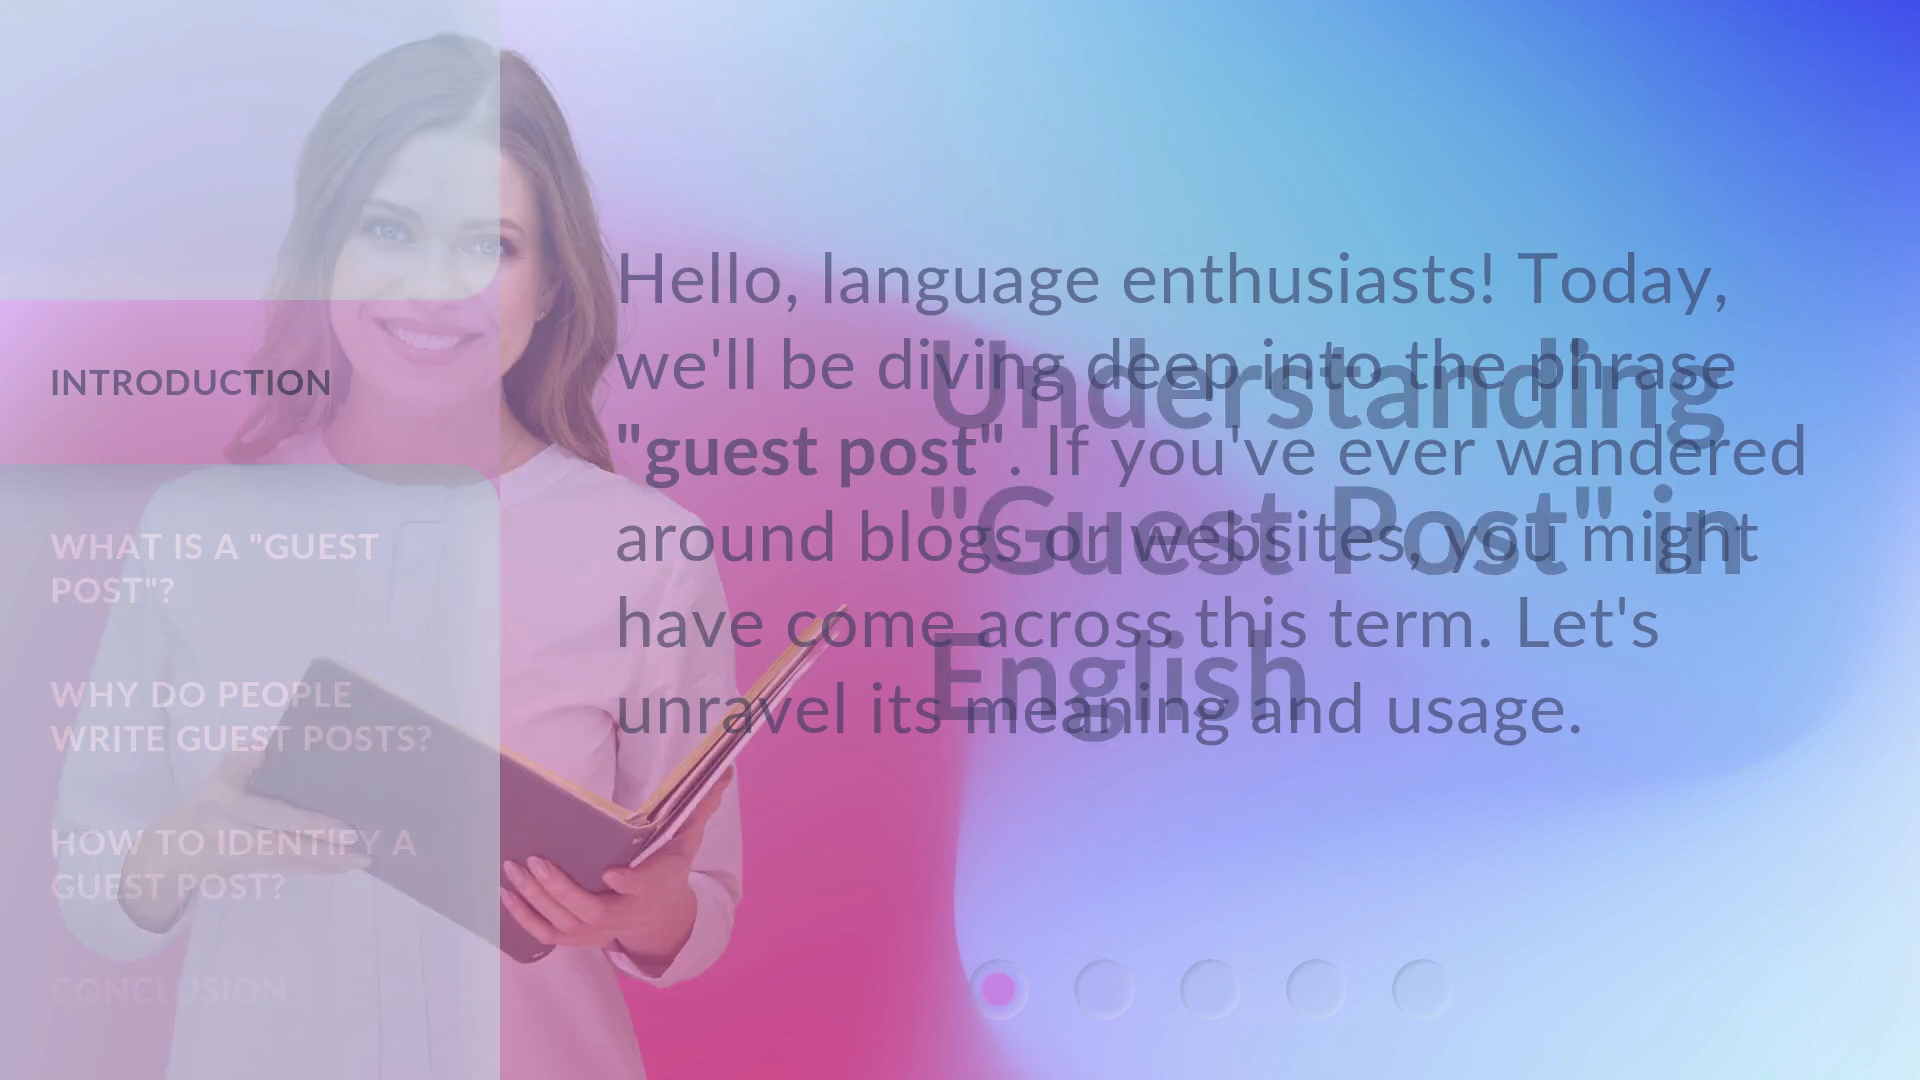 INTRODUCTION
WHAT IS A "GUEST
POST"?
WHY DO PEOPLE
WRITE GUEST POSTS?
HOW TO IDENTIFY A
GUEST POST?
CONCLUSION
Hello, language enthusiasts! Today,
we'll be diving deep into the phrase
"guest post". If you've ever wandered
around blogs or websites, you might
have come across this term. Let's
unravel its meaning and usage.
Understanding
"Guest Post" in
English